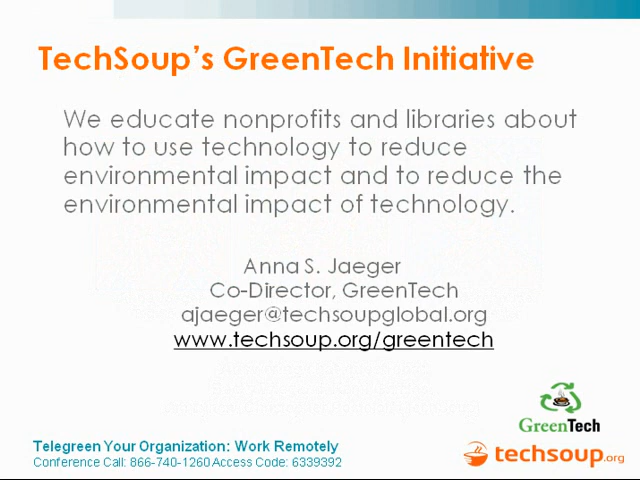 TechSoup's GreenTech Initiative
We educate nonprofits and libraries about
how to use technology to reduce
environmental impact and to reduce the
environmental impact of technology.
Anna S. Jaeger
Co-Director, GreenTech
ajaeger@techsoupglobal.org
www.techsoup.org/greentech
GreenTech
Telegreen Your Organization: Work Remotely
Conference Call: 866-740-1260 Access Code: 6339392
techsoup.org